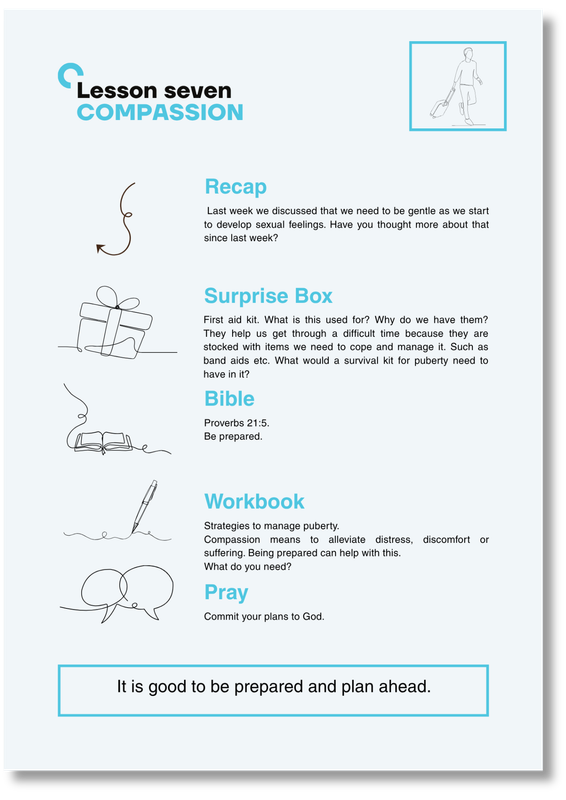 Lesson seven
COMPASSION
Recap
Last week we discussed that we need to be gentle as we start
to develop sexual feelings. Have you thought more about that
since last week?
Surprise Box
First aid kit. What is this used for? Why do we have them?
They help us get through a difficult time because they are
stocked with items we need to cope and manage it. Such as
band aids etc. What would a survival kit for puberty need to
have in it?
Bible
Proverbs 21:5.
Be prepared.
Workbook
Strategies to manage puberty.
Compassion means to alleviate distress, discomfort or
suffering. Being prepared can help with this.
What do you need?
Pray
Commit your plans to God.
It is good to be prepared and plan ahead.